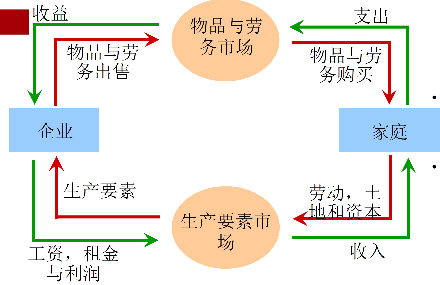 收益
物品与劳
务市场
支出
物品与劳
务出售
物品与劳
务购买
企业
家庭
生产要素
生产要素市
场
劳动，土
地和资本
工资，租金
与利润
收入